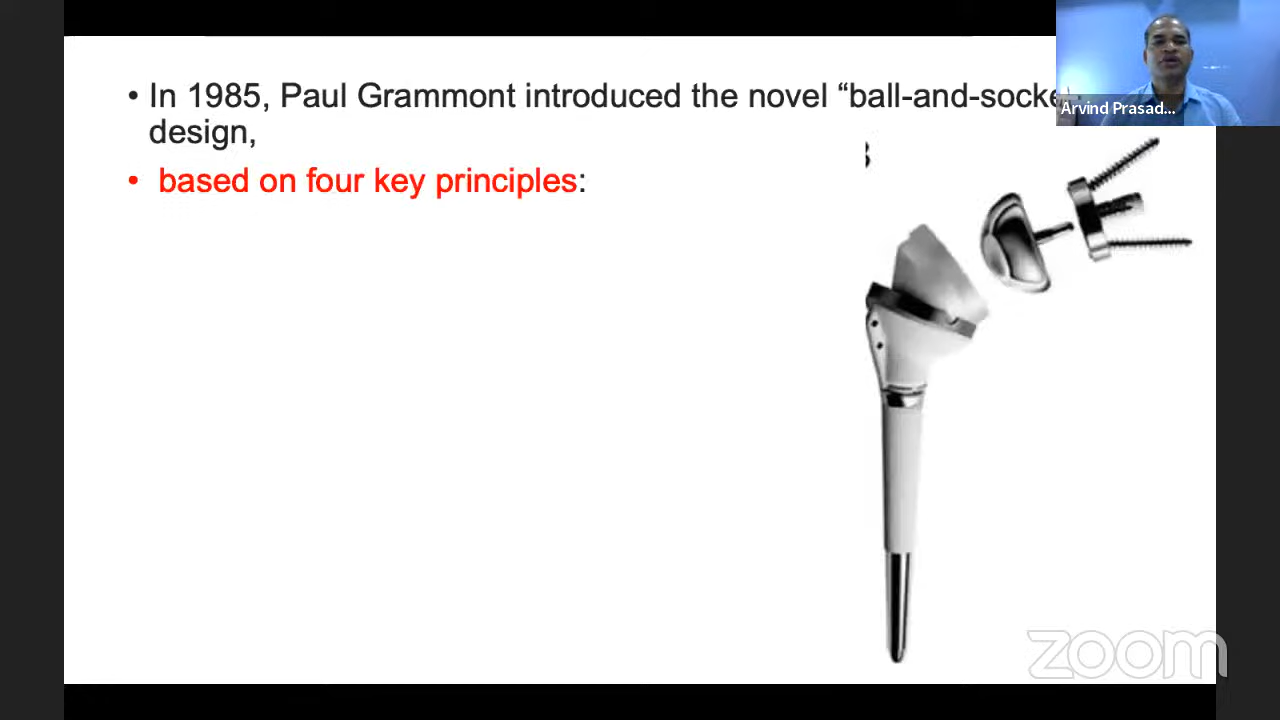 • In 1985, Paul Grammont introduced the novel “ball-and-socket
design,
• based on four key principles:
Arvind Prasad...
zoom